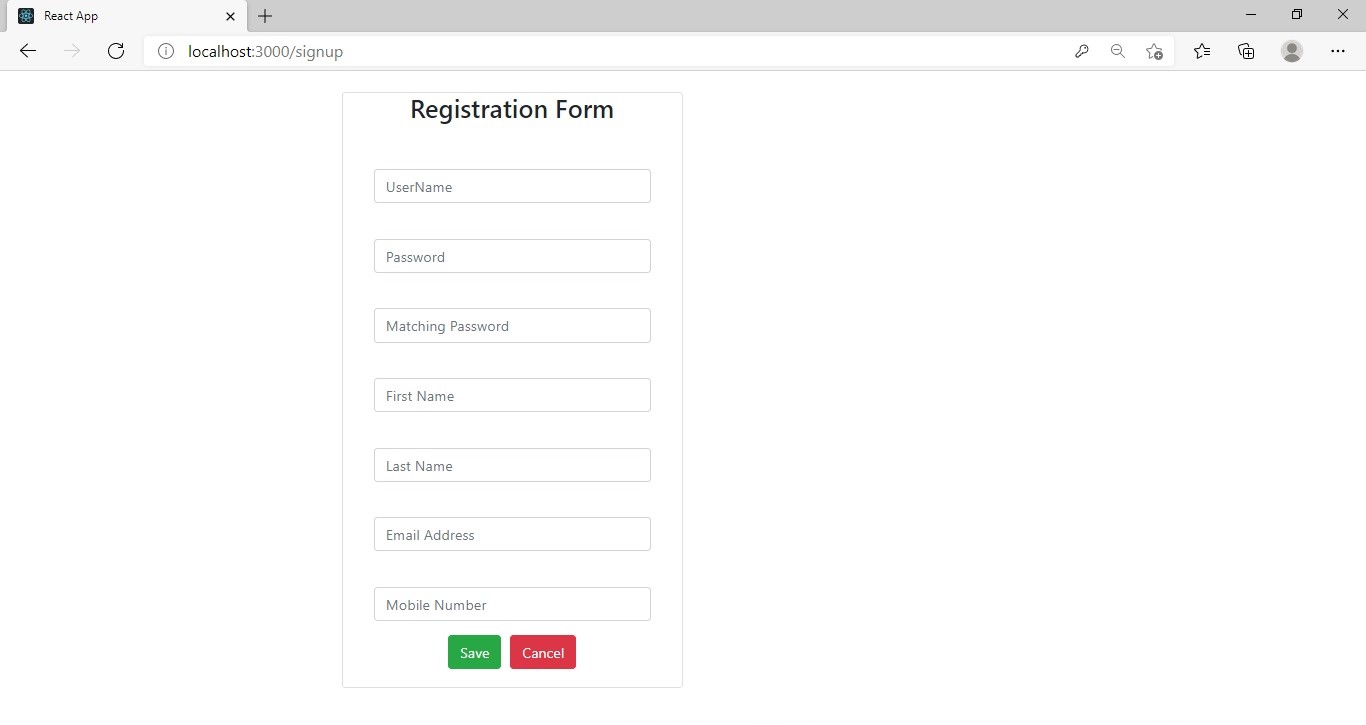 React App
localhost:3000/signup
Registration Form
UserName
Password
Matching Password
First Name
Last Name
Email Address
Mobile Number
Save Cancel